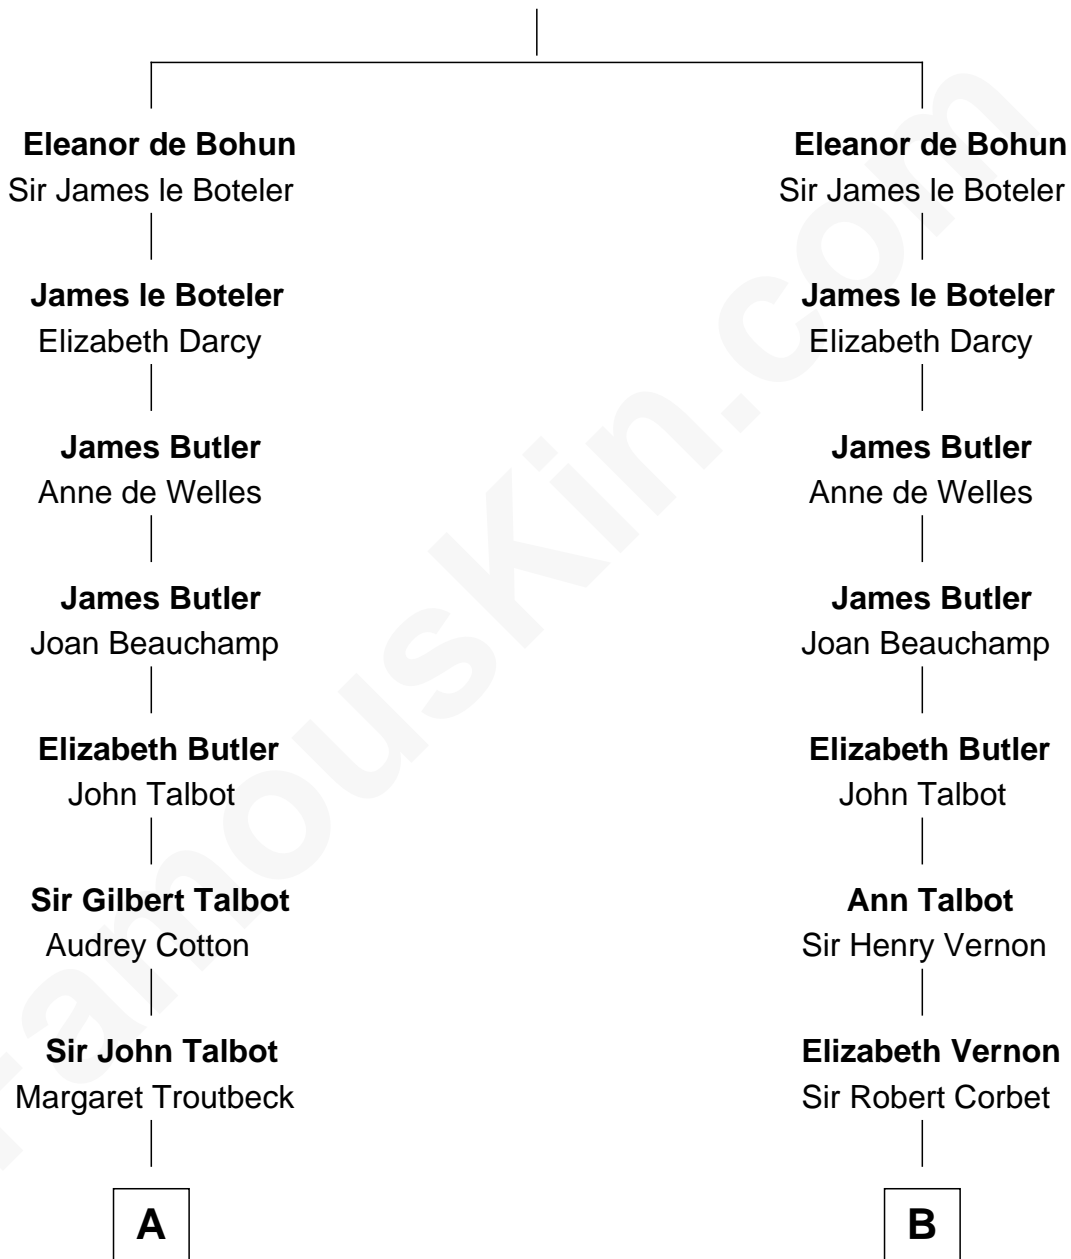 Eleanor de Bohun
Sir James le Boteler
James le Boteler
Elizabeth Darcy
James Butler
Anne de Welles
James Butler
Joan Beauchamp
Elizabeth Butler
John Talbot
Sir Gilbert Talbot
Audrey Cotton
Sir John Talbot
Margaret Troutbeck
A
Eleanor de Bohun
Sir James le Boteler
James le Boteler
Elizabeth Darcy
James Butler
Anne de Welles
James Butler
Joan Beauchamp
Elizabeth Butler
John Talbot
Ann Talbot
Sir Henry Vernon
Elizabeth Vernon
Sir Robert Corbet
B
FamousKin.com